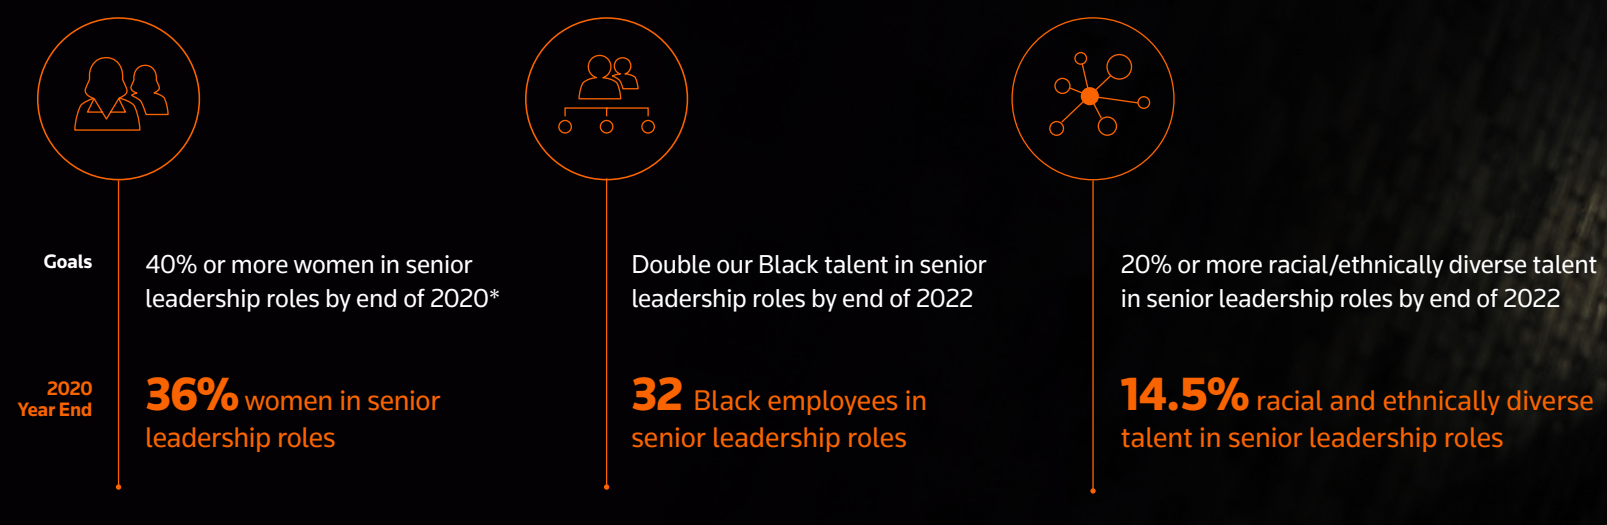 Goals
40% or more women in senior
leadership roles by end of 2020*
Double our Black talent in senior
leadership roles by end of 2022
20% or more racial/ethnically diverse talent
in senior leadership roles by end of 2022
2020
Year End
36% women in senior
leadership roles
32 Black employees in
senior leadership roles
14.5% racial and ethnically diverse
talent in senior leadership roles